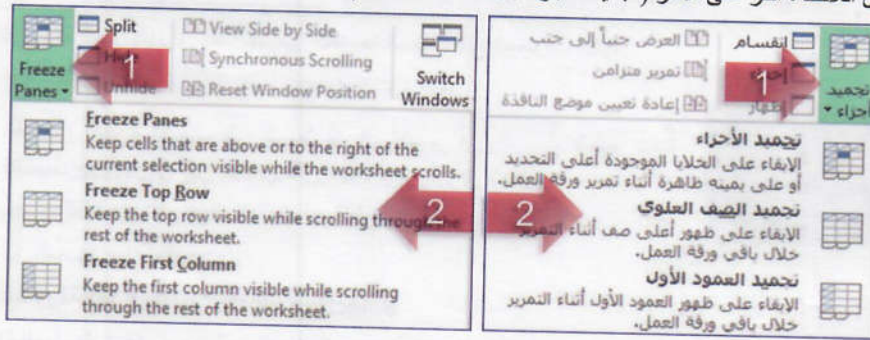 Split
View Side by Side
Hide
Synchronous Scrolling
Unhide
Reset Window Position
Freeze Panes
Switch Windows
1
Freeze Panes
Keep cells that are above or to the right of the
current selection visible while the worksheet scrolls.
Freeze Top Row
Keep the top row visible while scrolling through the
rest of the worksheet.
Freeze First Column
Keep the first column visible while scrolling
through the rest of the worksheet.
2
انقسام
العرض جنباً إلى جنب
تمرير متزامن
إعادة تعيين موضع النافذة
تجميد
أجزاء
1
تجميد الأجزاء
الإبقاء على الخلايا الموجودة أعلى التحديد
أو على يمينه ظاهرة أثناء تمرير ورقة العمل.
تجميد الصف العلوي
الإبقاء على ظهور أعلى صف أثناء التمرير
خلال باقي ورقة العمل.
تجميد العمود الأول
الإبقاء على ظهور العمود الأول أثناء التمرير
خلال باقي ورقة العمل.
2